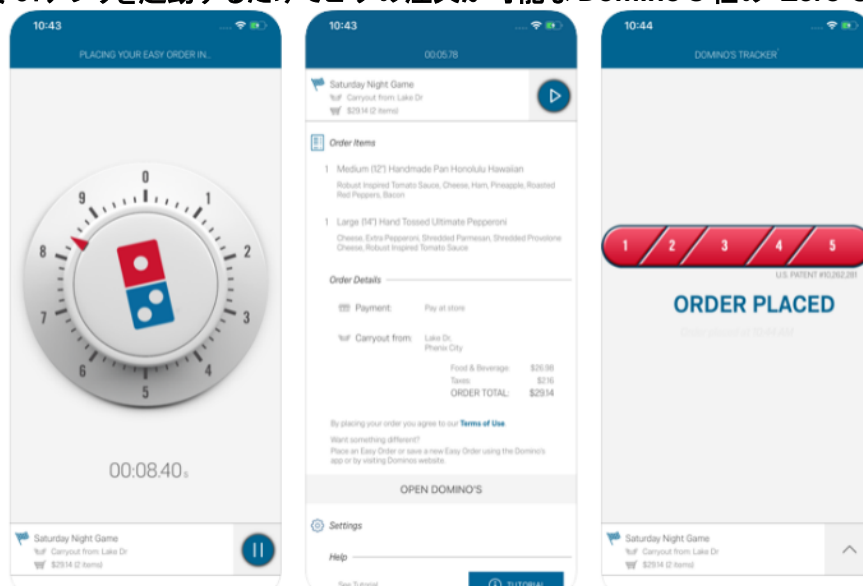 10:43
PLACING YOUR EASY ORDER IN...
0
1
2
3
4
5
6
7
8
9
00:08.40s
Saturday Night Game
Carryout from: Lake Dr
$29.14 (2 items)
10:43
00:05.78
Saturday Night Game
Carryout from: Lake Dr
$29.14 (2 items)
Order Items
1 Medium (12") Handmade Pan Honolulu Hawaiian
Robust Inspired Tomato Sauce, Cheese, Ham, Pineapple, Roasted
Red Peppers, Bacon
1 Large (14") Hand Tossed Ultimate Pepperoni
Cheese, Extra Pepperoni, Shredded Parmesan, Shredded Provolone
Cheese, Robust Inspired Tomato Sauce
Order Details
Payment: Pay at store
Carryout from: Lake Dr,
Phenix City
Food & Beverage: $26.98
Taxes: $2.16
ORDER TOTAL: $29.14
By placing your order you agree to our Terms of Use.
Want something different?
Place an Easy Order or save a new Easy Order using the Domino's
app or by visiting Dominos website.
OPEN DOMINO'S
Settings
Help
See Tutorial
TUTORIAL
10:44
DOMINO'S TRACKER
1 2 3 4 5
U.S. PATENT #10,262,281
ORDER PLACED
Saturday Night Game
Carryout from: Lake Dr
$29.14 (2 items)